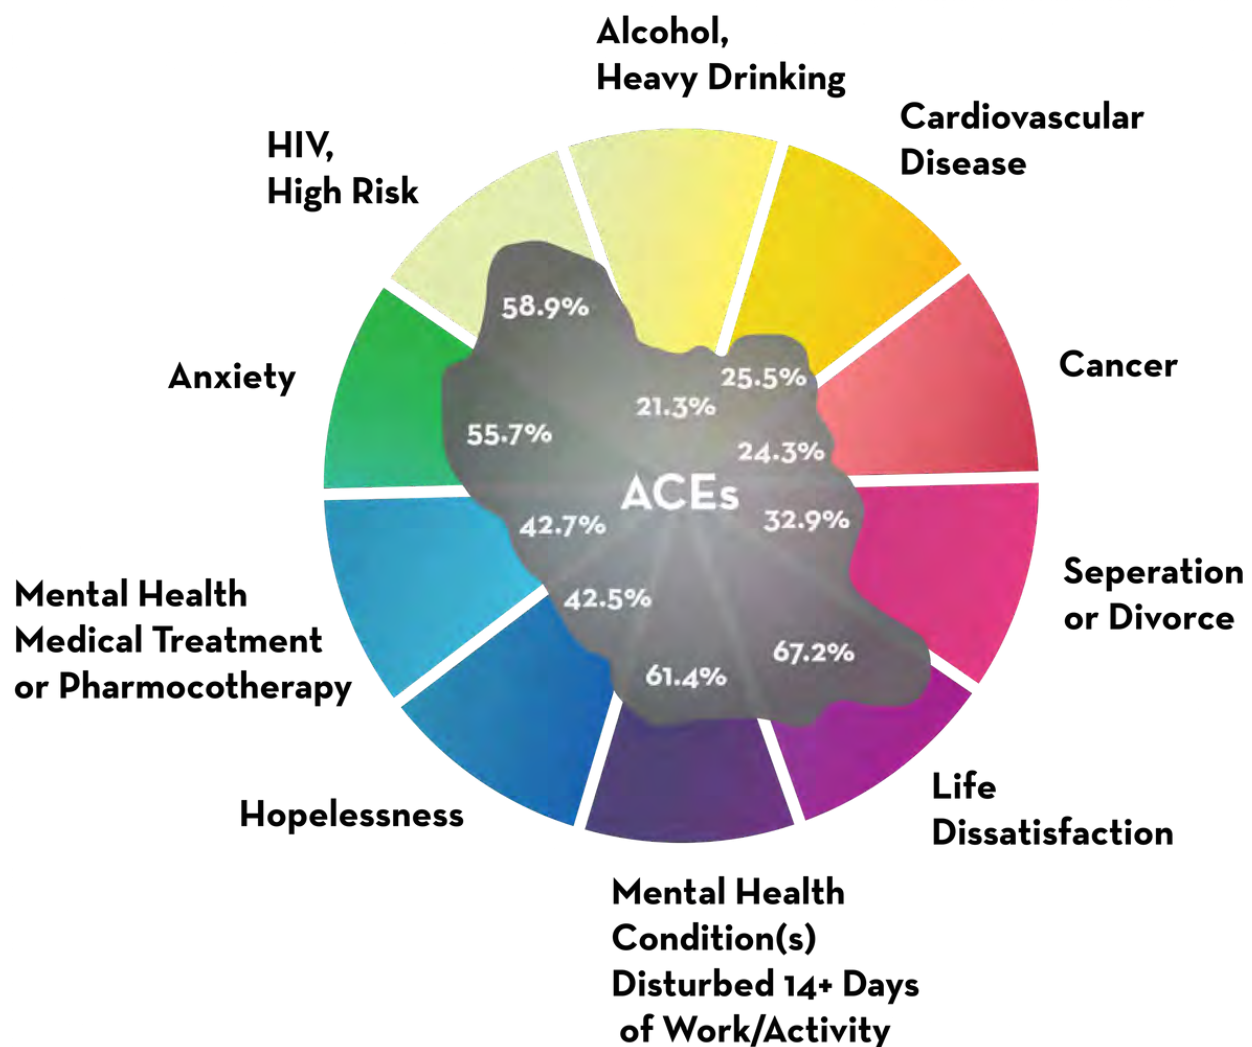 Alcohol,
Heavy Drinking
Cardiovascular
Disease
HIV,
High Risk
58.9%
Anxiety
Cancer
25.5%
21.3%
55.7%
24.3%
ACEs
42.7%
32.9%
Seperation
or Divorce
Mental Health
Medical Treatment
or Pharmocotherapy
42.5%
67.2%
61.4%
Hopelessness
Life
Dissatisfaction
Mental Health
Condition(s)
Disturbed 14+ Days
of Work/Activity